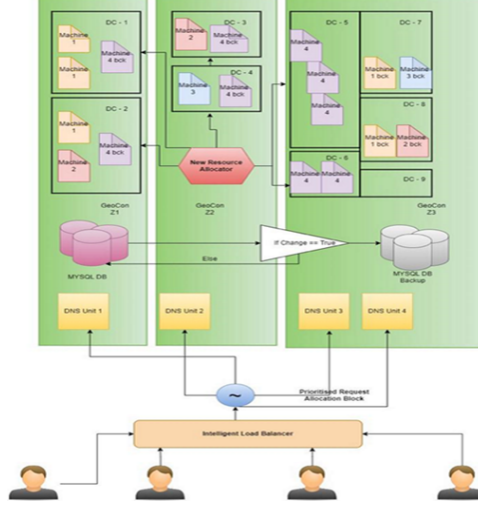 DC - 1
Machine
1
Machine
1
Machine
4 bck
DC - 2
Machine
1
Machine
2
Machine
4 bck
GeoCon
Z1
DC - 3
Machine
2
Machine
4 bck
DC - 4
Machine
3
Machine
4 bck
New Resource
Allocator
GeoCon
Z2
DC - 5
Machine
4
Machine
4
Machine
4
DC - 6
Machine
4
Machine
4
DC - 7
Machine
1 bck
Machine
3 bck
DC - 8
Machine
1 bck
Machine
2 bck
DC - 9
GeoCon
Z3
MYSQL DB
If Change == True
Else
MYSQL DB
Backup
DNS Unit 1
DNS Unit 2
DNS Unit 3
DNS Unit 4
~
Prioritised Request
Allocation Block
Intelligent Load Balancer